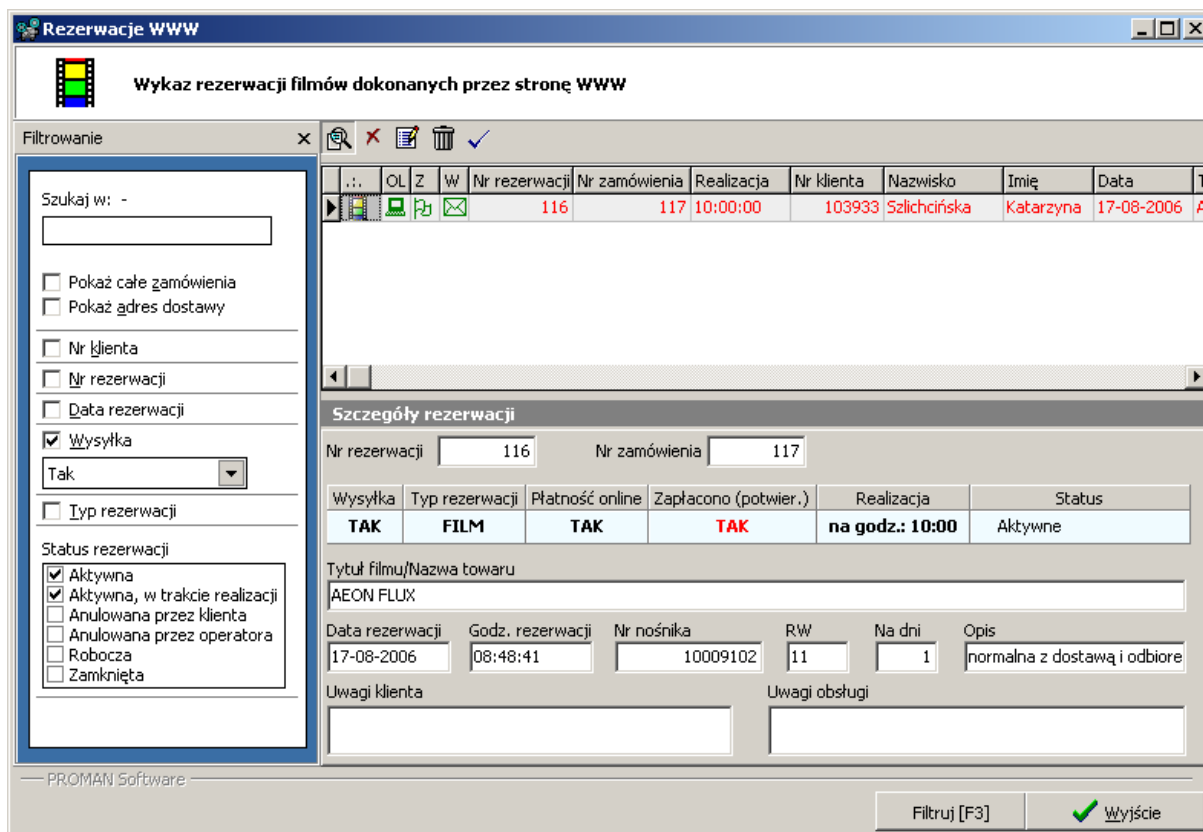 Rezerwacje WWW
Wykaz rezerwacji filmów dokonanych przez stronę WWW
Filtrowanie
Szukaj w: -
Pokaż całe zamówienia
Pokaż adres dostawy
Nr klienta
Nr rezerwacji
Data rezerwacji
Wysyłka
Tak
Typ rezerwacji
Status rezerwacji
Aktywna
Aktywna, w trakcie realizacji
Anulowana przez klienta
Anulowana przez operatora
Robocza
Zamknięta
.:. OL Z W Nr rezerwacji Nr zamówienia Realizacja Nr klienta Nazwisko Imię Data T
116 117 10:00:00 103933 Szlichcińska Katarzyna 17-08-2006 A
Szczegóły rezerwacji
Nr rezerwacji 116 Nr zamówienia 117
Wysyłka Typ rezerwacji Płatność online Zapłacono (potwier.) Realizacja Status
TAK FILM TAK TAK na godz.: 10:00 Aktywne
Tytuł filmu/Nazwa towaru
AEON FLUX
Data rezerwacji Godz. rezerwacji Nr nośnika RW Na dni Opis
17-08-2006 08:48:41 10009102 11 1 normalna z dostawą i odbiore
Uwagi klienta Uwagi obsługi
PROMAN Software
Filtruj [F3] Wyjście